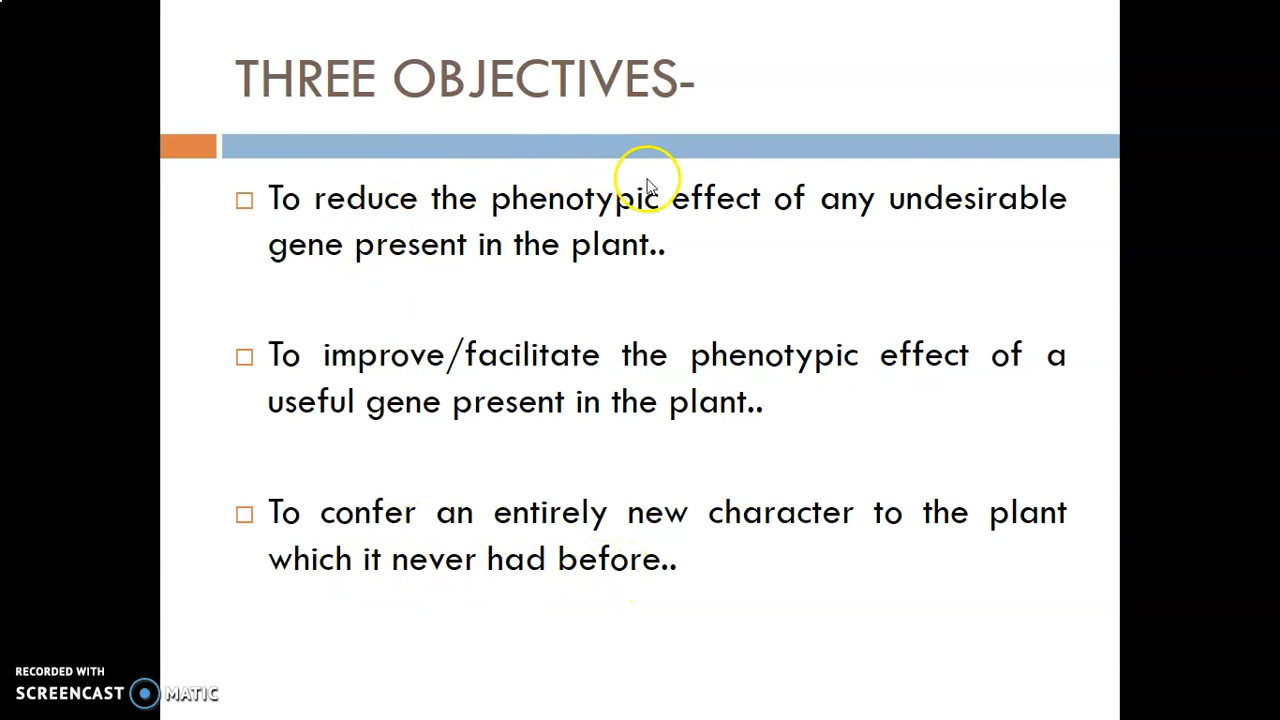 THREE OBJECTIVES-
To reduce the phenotypic effect of any undesirable
gene present in the plant..
To improve/facilitate the phenotypic effect of a
useful gene present in the plant..
To confer an entirely new character to the plant
which it never had before..
RECORDED WITH
SCREENCAST MATIC